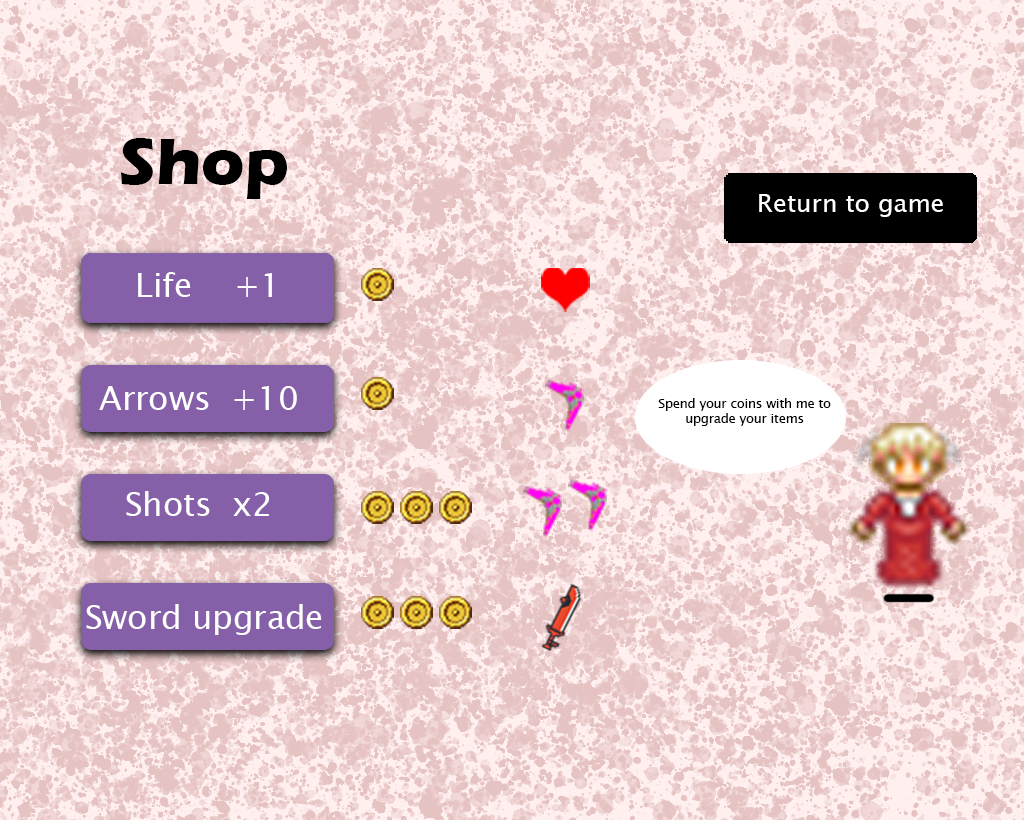 Shop
Return to game
Life +1
Arrows +10
Spend your coins with me to
upgrade your items
Shots x2
Sword upgrade